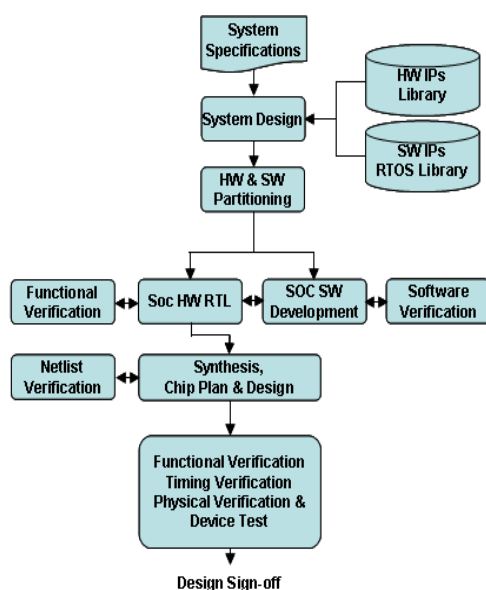 System
Specifications
HW IPs
Library
System Design
SW IPs
RTOS Library
HW & SW
Partitioning
Functional
Verification
Soc HW RTL
SOC SW
Development
Software
Verification
Netlist
Verification
Synthesis,
Chip Plan & Design
Functional Verification
Timing Verification
Physical Verification &
Device Test
Design Sign-off